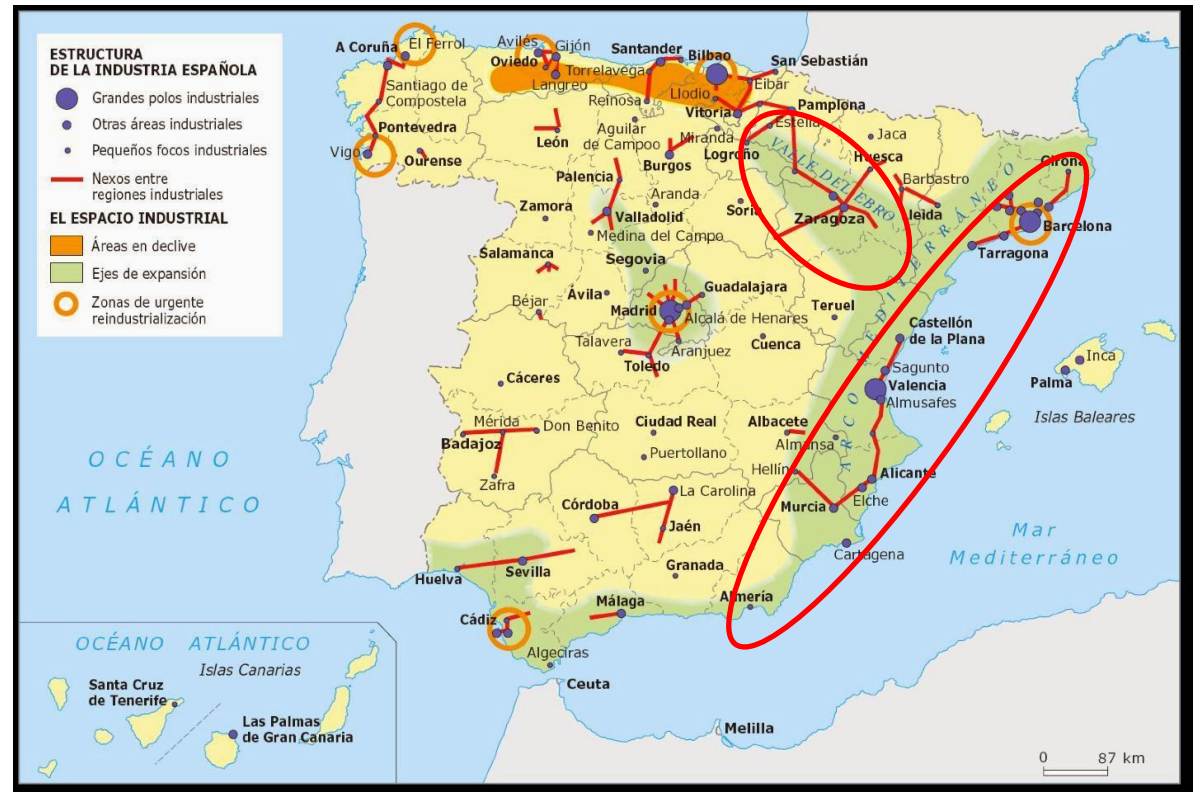 ESTRUCTURA
DE LA INDUSTRIA ESPAÑOLA
Grandes polos industriales
Otras áreas industriales
Pequeños focos industriales
Nexos entre
regiones industriales
EL ESPACIO INDUSTRIAL
Áreas en declive
Ejes de expansión
Zonas de urgente
reindustrialización
A Coruña
El Ferrol
Santiago de
Compostela
Pontevedra
Vigo
Ourense
Avilés
Gijón
Oviedo
Langreo
Torrelavega
Santander
Bilbao
San Sebastián
Eibar
Llodio
Reinosa
Vitoria
Pamplona
Estella
Jaca
León
Aguilar
de Campoo
Miranda
Burgos
Logroño
VALLE DEL EBRO
Huesca
Barbastro
Girona
Palencia
Aranda
Soria
Zaragoza
leida
Barcelona
Tarragona
Zamora
Valladolid
Medina del Campo
Salamanca
Segovia
Béjar
Ávila
Guadalajara
Madrid
Alcalá de Henares
Teruel
ARCO MEDITERRÁNEO
Talavera
Aranjuez
Toledo
Cuenca
Castellón
de la Plana
Sagunto
Valencia
Almusafes
Inca
Palma
Islas Baleares
Cáceres
Mérida
Don Benito
Badajoz
Zafra
Ciudad Real
Puertollano
Albacete
Almansa
Hellín
Alicante
Elche
Murcia
Cartagena
Córdoba
La Carolina
Jaén
Granada
Almería
Huelva
Sevilla
Málaga
Cádiz
Algeciras
Ceuta
Melilla
OCÉANO
ATLÁNTICO
Mar
Mediterráneo
OCÉANO ATLÁNTICO
Islas Canarias
Santa Cruz
de Tenerife
Las Palmas
de Gran Canaria
0 87 km